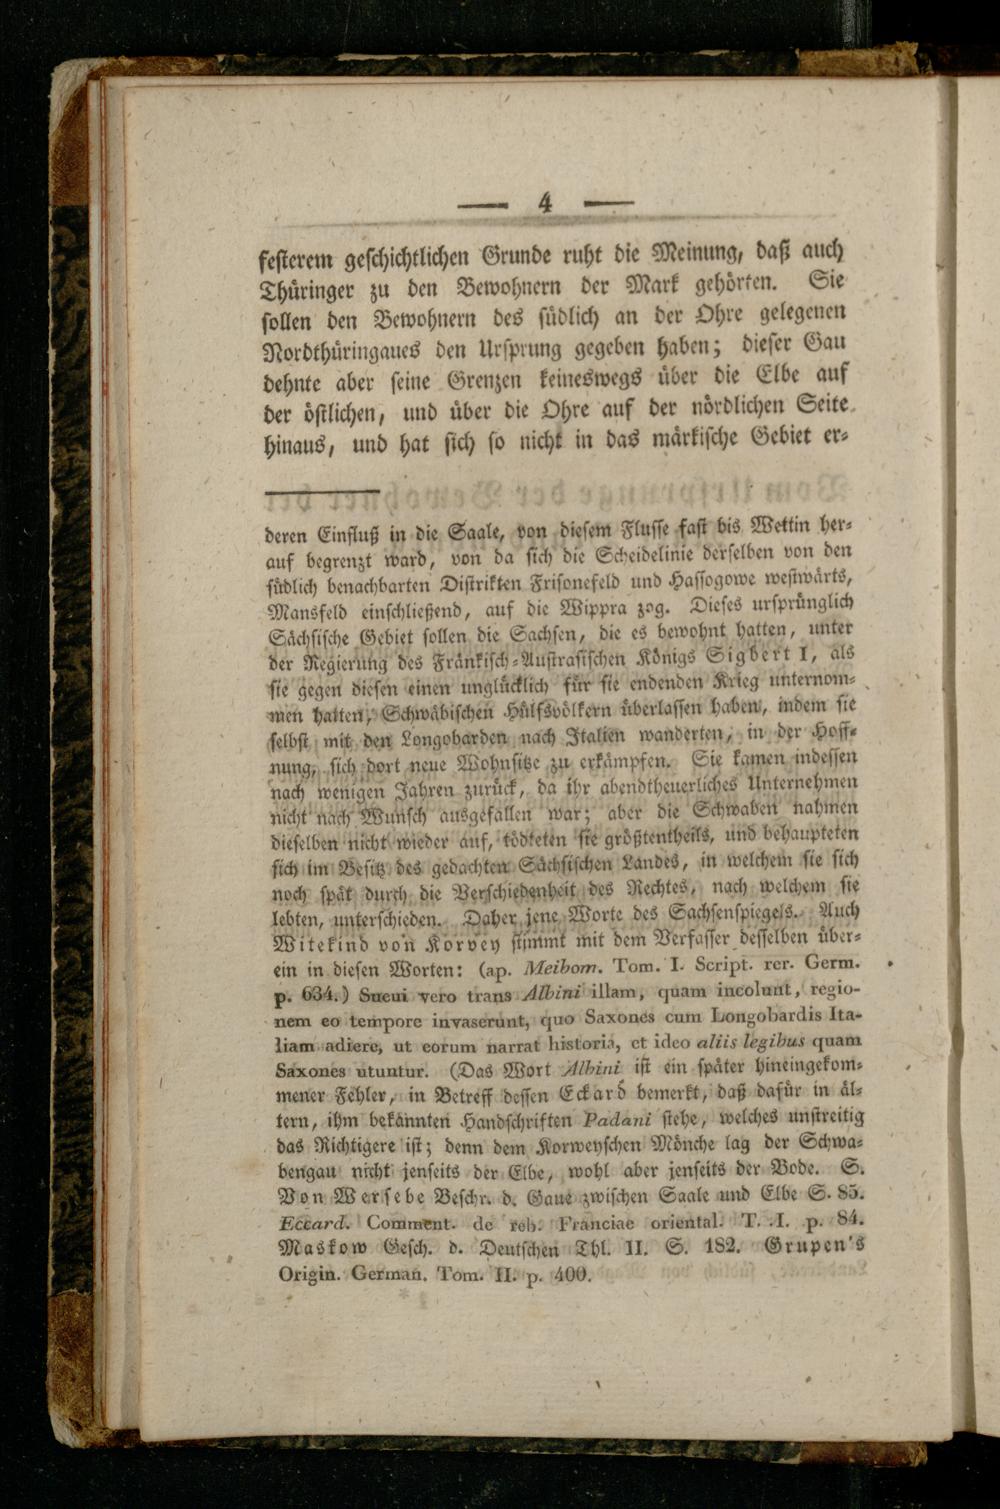 — 4 —
festerem geschichtlichen Grunde ruht die Meinung, daß auch
Thüringer zu den Bewohnern der Mark gehörten. Sie
sollen den Bewohnern des südlich an der Ohre gelegenen
Nordthüringaues den Ursprung gegeben haben; dieser Gau
dehnte aber seine Grenzen keineswegs über die Elbe auf
der östlichen, und über die Ohre auf der nördlichen Seite
hinaus, und hat sich so nicht in das märkische Gebiet er-
deren Einfluß in die Saale, von diesem Flusse fast bis Wettin her-
auf begrenzt ward, von da sich die Scheidelinie derselben von den
südlich benachbarten Distrikten Frisonefeld und Hassogowe westwärts,
Mansfeld einschließend, auf die Wippra zog. Dieses ursprünglich
Sächsische Gebiet sollen die Sachsen, die es bewohnt hatten, unter
der Regierung des Fränkisch-Austrasischen Königs Sigbert I, als
sie gegen diesen einen unglücklich für sie endenden Krieg unternom-
men hatten, Schwäbischen Hülfsvölkern überlassen haben, indem sie
selbst mit den Longobarden nach Italien wanderten, in der Hoff-
nung, sich dort neue Wohnsitze zu erkämpfen. Sie kamen indessen
nach wenigen Jahren zurück, da ihr abendtheuerliches Unternehmen
nicht nach Wunsch ausgefallen war; aber die Schwaben nahmen
dieselben nicht wieder auf, tödteten sie größtentheils, und behaupteten
sich im Besitz des gedachten Sächsischen Landes, in welchem sie sich
noch spät durch die Verschiedenheit des Rechtes, nach welchem sie
lebten, unterschieden. Daher jene Worte des Sachsenspiegels. Auch
Witekind von Korvey stimmt mit dem Verfasser desselben über-
ein in diesen Worten: (ap. Meibom. Tom. I. Script. rer. Germ.
p. 634.) Sueui vero trans Albini illam, quam incolunt, regio-
nem eo tempore invaserunt, quo Saxones cum Longobardis Ita-
liam adiere, ut eorum narrat historia, et ideo aliis legibus quam
Saxones utuntur. (Das Wort Albini ist ein später hineingekom-
mener Fehler, in Betreff dessen Eckard bemerkt, daß dafür in äl-
tern, ihm bekannten Handschriften Padani stehe, welches unstreitig
das Richtigere ist; denn dem Korweyschen Mönche lag der Schwa-
bengau nicht jenseits der Elbe, wohl aber jenseits der Bode. S.
Von Wersebe Beschr. d. Gaue zwischen Saale und Elbe S. 85.
Eccard. Comment. de reb. Franciae oriental. T. I. p. 84.
Maskow Gesch. d. Deutschen Thl. II. S. 182. Grupen's
Origin. German. Tom. II. p. 400.